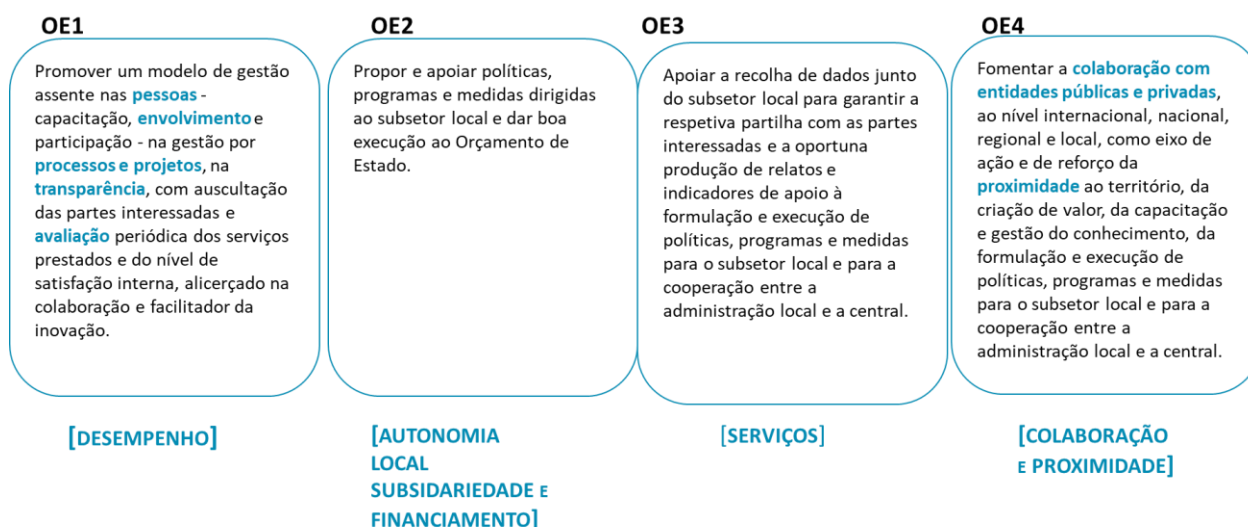 OE1
Promover um modelo de gestão
assente nas pessoas -
capacitação, envolvimento e
participação - na gestão por
processos e projetos, na
transparência, com auscultação
das partes interessadas e
avaliação periódica dos serviços
prestados e do nível de
satisfação interna, alicerçado na
colaboração e facilitador da
inovação.
[DESEMPENHO]
OE2
Propor e apoiar políticas,
programas e medidas dirigidas
ao subsetor local e dar boa
execução ao Orçamento de
Estado.
[AUTONOMIA
LOCAL
SUBSIDARIEDADE E
FINANCIAMENTO]
OE3
Apoiar a recolha de dados junto
do subsetor local para garantir a
respetiva partilha com as partes
interessadas e a oportuna
produção de relatos e
indicadores de apoio à
formulação e execução de
políticas, programas e medidas
para o subsetor local e para a
cooperação entre a
administração local e a central.
[SERVIÇOS]
OE4
Fomentar a colaboração com
entidades públicas e privadas,
ao nível internacional, nacional,
regional e local, como eixo de
ação e de reforço da
proximidade ao território, da
criação de valor, da capacitação
e gestão do conhecimento, da
formulação e execução de
políticas, programas e medidas
para o subsetor local e para a
cooperação entre a
administração local e a central.
[COLABORAÇÃO
E PROXIMIDADE]